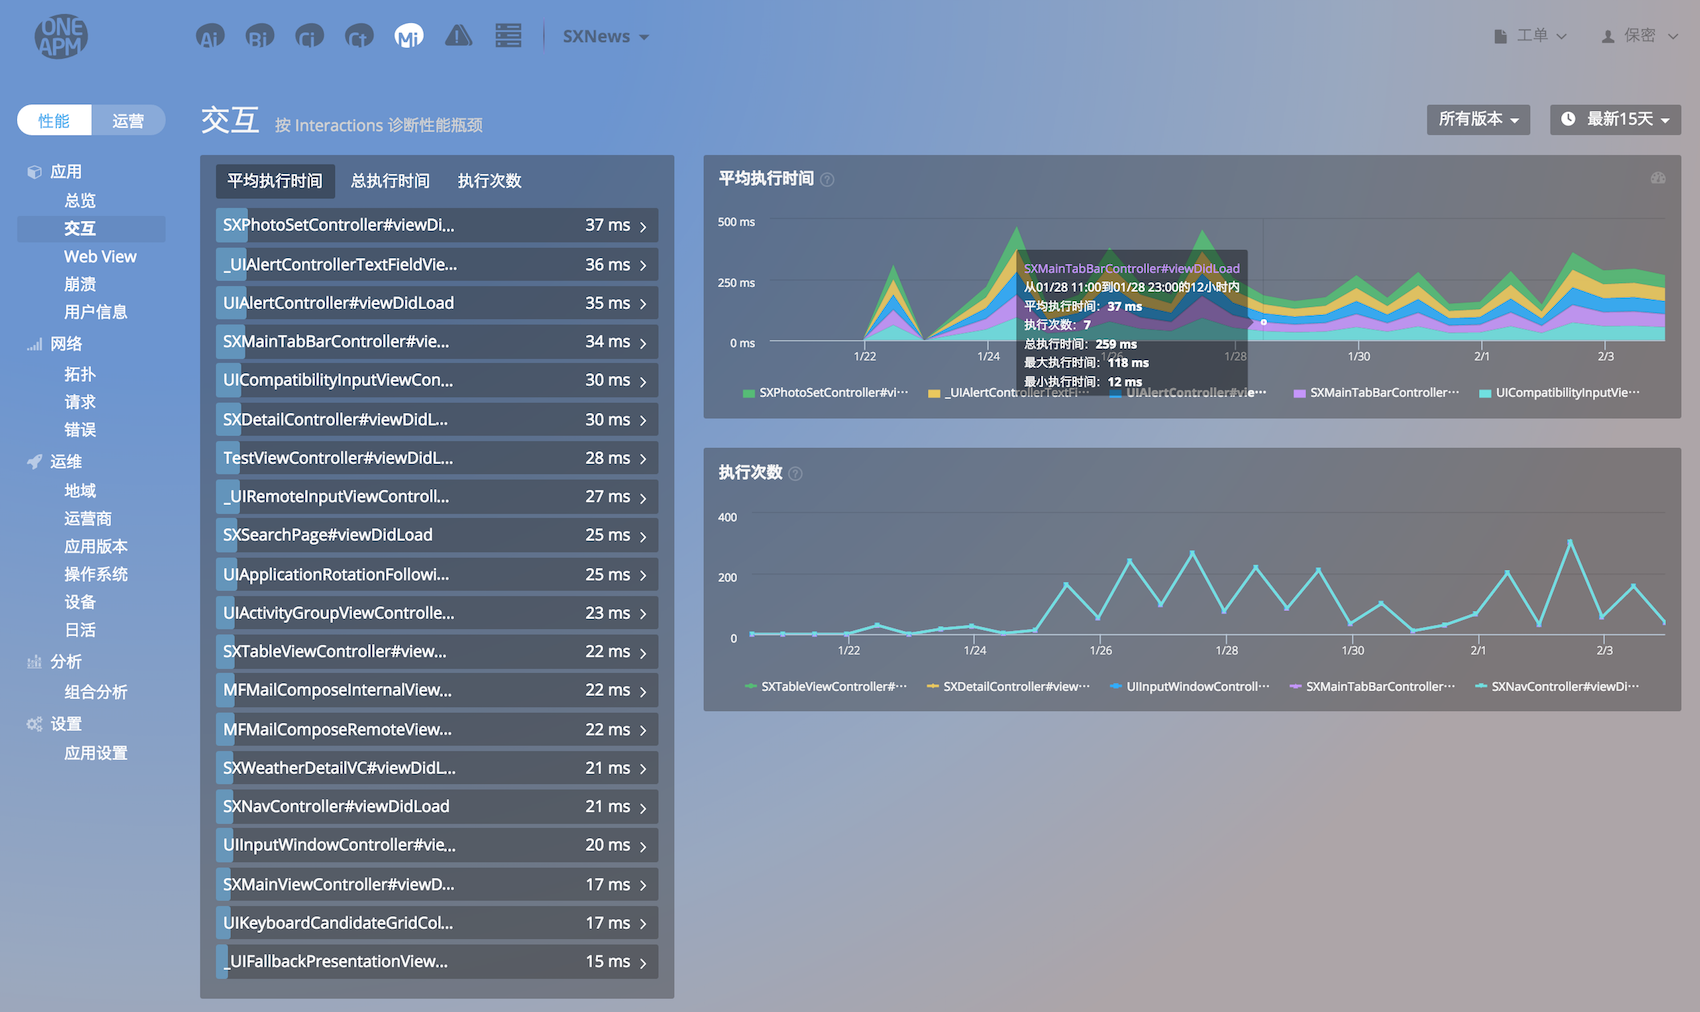 ONE
APM
Ai
Bi
Ci
Ct
Mi
SXNews
工单
保密
性能
运营
应用
总览
交互
Web View
崩溃
用户信息
网络
拓扑
请求
错误
运维
地域
运营商
应用版本
操作系统
设备
日活
分析
组合分析
设置
应用设置
交互 按 Interactions 诊断性能瓶颈
所有版本
最新15天
平均执行时间 总执行时间 执行次数
SXPhotoSetController#viewDi... 37 ms
_UIAlertControllerTextFieldVie... 36 ms
UIAlertController#viewDidLoad 35 ms
SXMainTabBarController#vie... 34 ms
UICompatibilityInputViewCon... 30 ms
SXDetailController#viewDidL... 30 ms
TestViewController#viewDidL... 28 ms
_UIRemoteInputViewControll... 27 ms
SXSearchPage#viewDidLoad 25 ms
UIApplicationRotationFollowi... 25 ms
UIActivityGroupViewControlle... 23 ms
SXTableViewController#view... 22 ms
MFMailComposeInternalView... 22 ms
MFMailComposeRemoteView... 22 ms
SXWeatherDetailVC#viewDidL... 21 ms
SXNavController#viewDidLoad 21 ms
UIInputWindowController#vie... 20 ms
SXMainViewController#viewD... 17 ms
UIKeyboardCandidateGridCol... 17 ms
_UIFallbackPresentationView... 15 ms
平均执行时间 ?
500 ms
250 ms
0 ms
1/22 1/24 1/26 1/28 1/30 2/1 2/3
SXMainTabBarController#viewDidLoad
从01/28 11:00到01/28 23:00的12小时内
平均执行时间: 37 ms
执行次数: 7
总执行时间: 259 ms
最大执行时间: 118 ms
最小执行时间: 12 ms
SXPhotoSetController#vi··· _UIAlertControllerTextFi··· UIAlertController#vie··· SXMainTabBarController··· UICompatibilityInputVie···
执行次数 ?
400
200
0
1/22 1/24 1/26 1/28 1/30 2/1 2/3
SXTableViewController#··· SXDetailController#view··· UIInputWindowControll··· SXMainTabBarController··· SXNavController#viewDi···